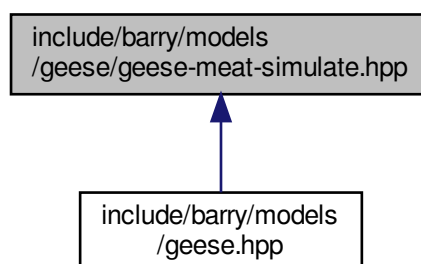 include/barry/models
/geese/geese-meat-simulate.hpp
include/barry/models
/geese.hpp